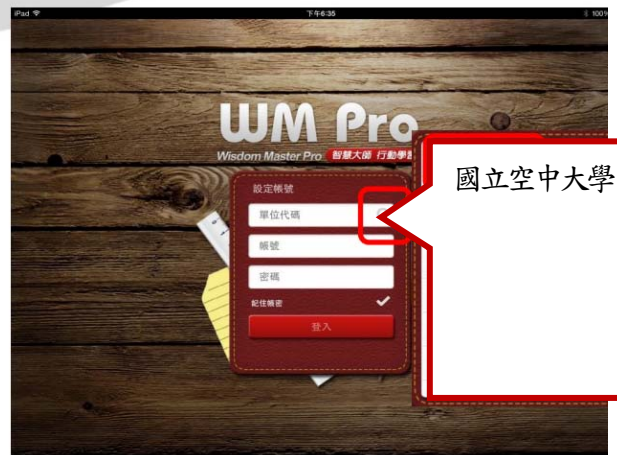 iPad
下午6:35
100%
WM Pro
Wisdom Master Pro 智慧大師 行動學習
設定帳號
單位代碼
帳號
密碼
記住帳密
登入
國立空中大學